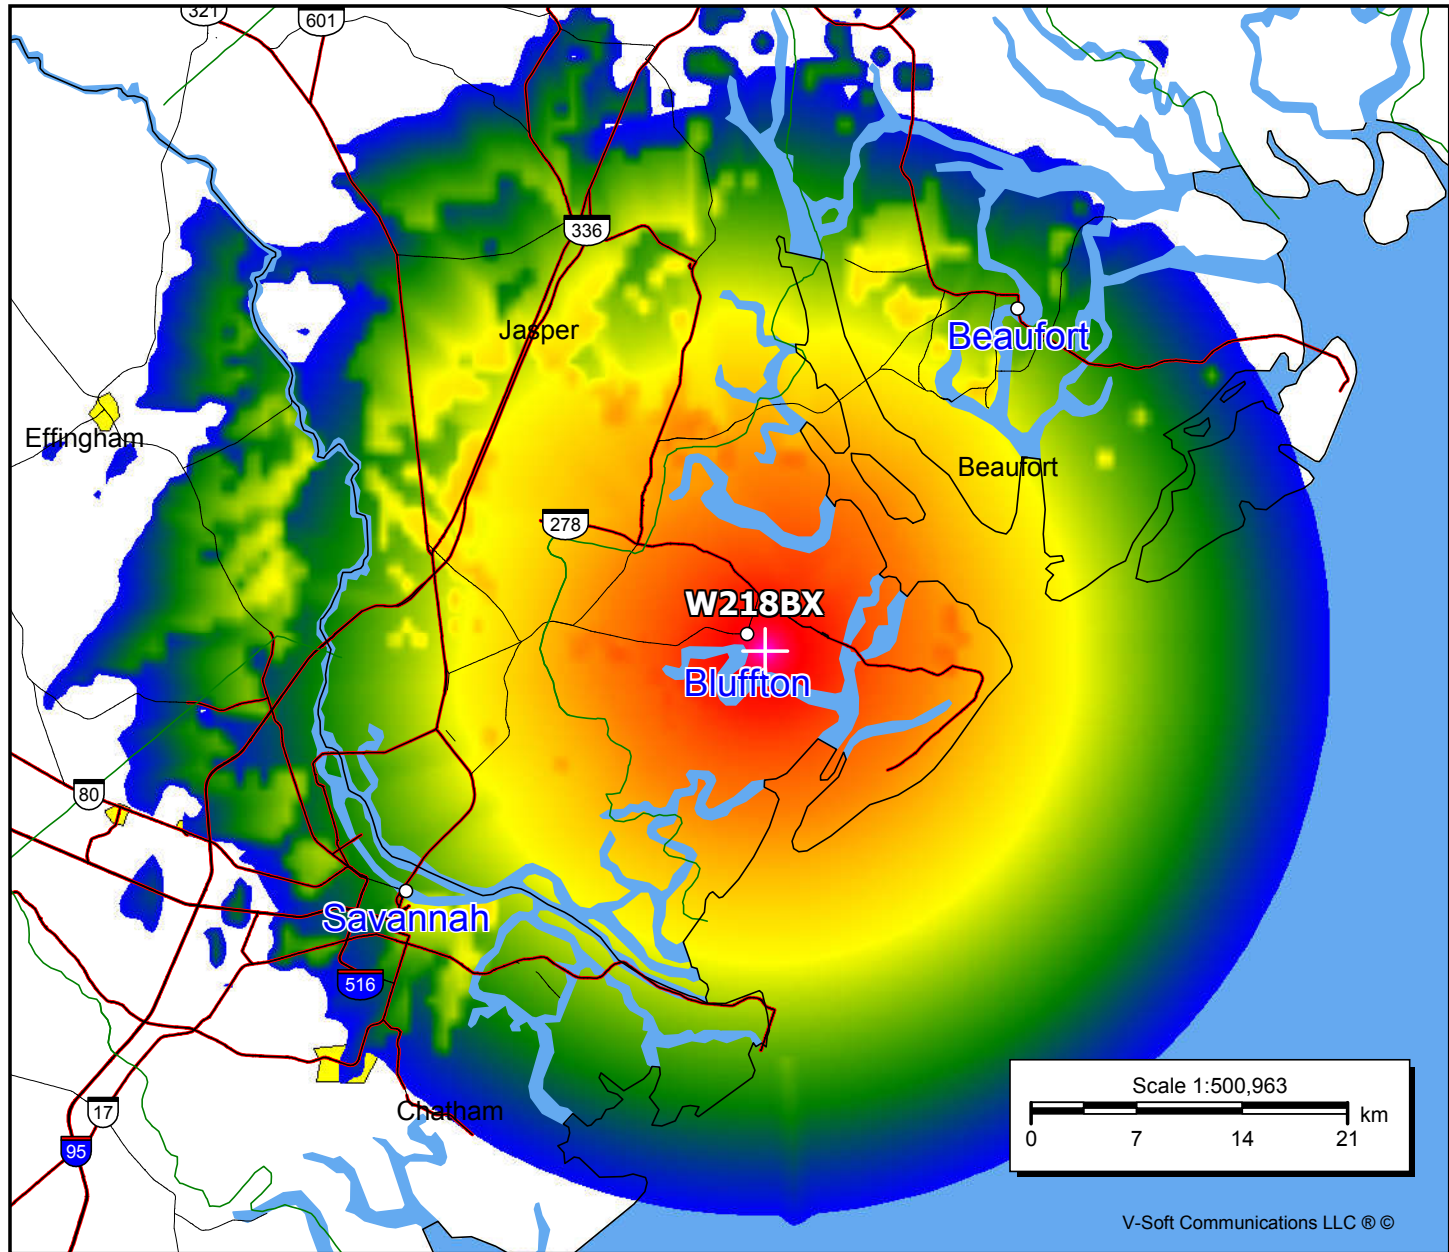 321
601
336
Jasper
Beaufort
Effingham
Beaufort
278
W218BX
Bluffton
80
Savannah
516
Scale 1:500,963
km
0 7 14 21
17
Chatham
95
V-Soft Communications LLC ® ©